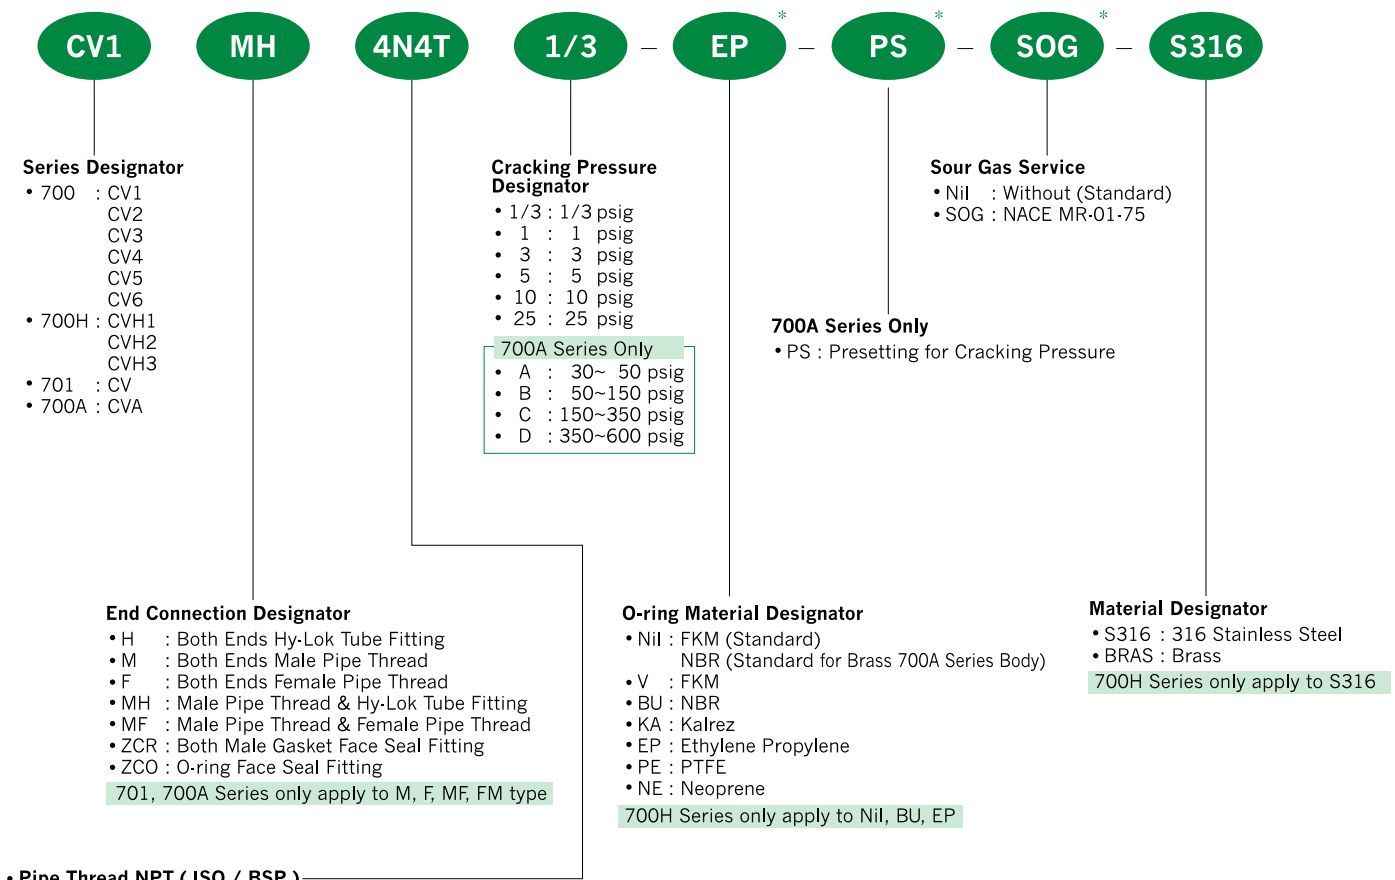 CV1 MH 4N4T 1/3 – EP* – PS* – SOG* – S316
Series Designator
• 700 : CV1
CV2
CV3
CV4
CV5
CV6
• 700H : CVH1
CVH2
CVH3
• 701 : CV
• 700A : CVA
Cracking Pressure
Designator
• 1/3 : 1/3 psig
• 1 : 1 psig
• 3 : 3 psig
• 5 : 5 psig
• 10 : 10 psig
• 25 : 25 psig
700A Series Only
• A : 30~ 50 psig
• B : 50~150 psig
• C : 150~350 psig
• D : 350~600 psig
Sour Gas Service
• Nil : Without (Standard)
• SOG : NACE MR-01-75
700A Series Only
• PS : Presetting for Cracking Pressure
End Connection Designator
• H : Both Ends Hy-Lok Tube Fitting
• M : Both Ends Male Pipe Thread
• F : Both Ends Female Pipe Thread
• MH : Male Pipe Thread & Hy-Lok Tube Fitting
• MF : Male Pipe Thread & Female Pipe Thread
• ZCR : Both Male Gasket Face Seal Fitting
• ZCO : O-ring Face Seal Fitting
701, 700A Series only apply to M, F, MF, FM type
O-ring Material Designator
• Nil : FKM (Standard)
NBR (Standard for Brass 700A Series Body)
• V : FKM
• BU : NBR
• KA : Kalrez
• EP : Ethylene Propylene
• PE : PTFE
• NE : Neoprene
700H Series only apply to Nil, BU, EP
Material Designator
• S316 : 316 Stainless Steel
• BRAS : Brass
700H Series only apply to S316
• Pipe Thread NPT ( ISO / BSP )